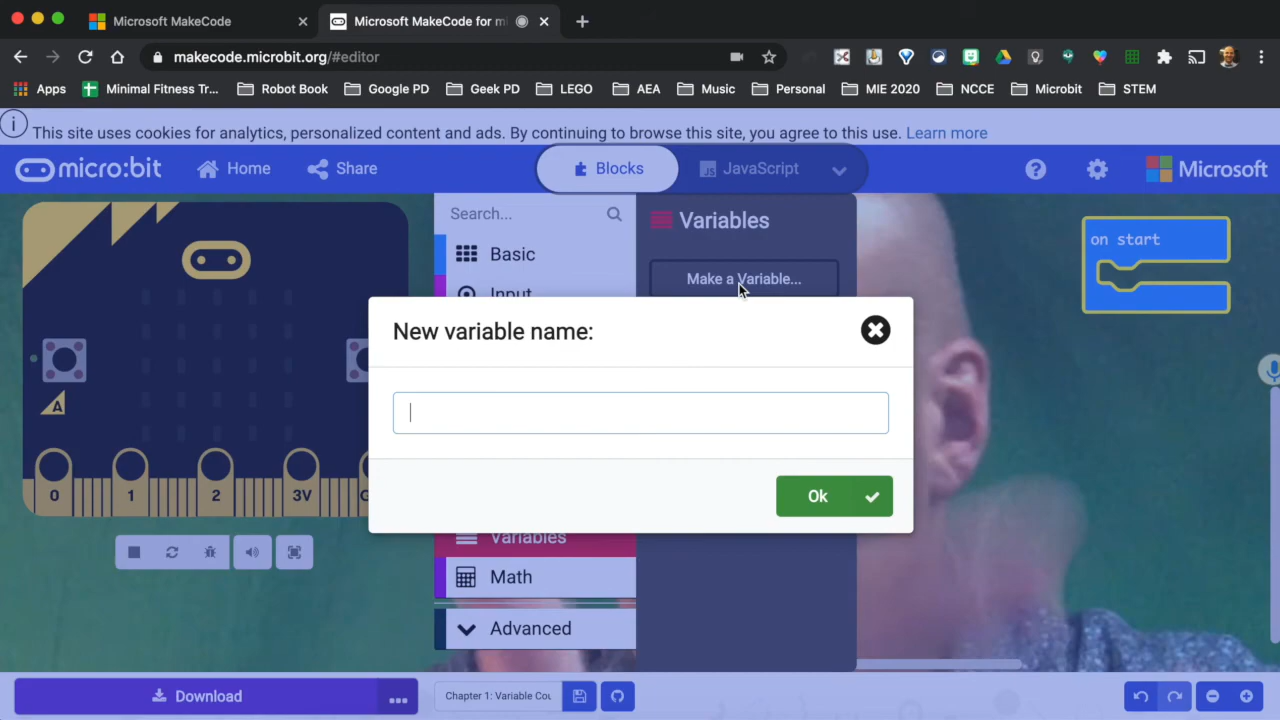 Microsoft MakeCode
Microsoft MakeCode for mi
makecode.microbit.org/#editor
Apps
Minimal Fitness Tr...
Robot Book
Google PD
Geek PD
LEGO
AEA
Music
Personal
MIE 2020
NCCE
Microbit
STEM
This site uses cookies for analytics, personalized content and ads. By continuing to browse this site, you agree to this use. Learn more
micro:bit
Home
Share
Blocks
JS JavaScript
Microsoft
Search...
Variables
Basic
on start
Make a Variable...
Input
New variable name:
A
Ok
0 1 2 3V
Variables
Math
Advanced
Download
Chapter 1: Variable Cou